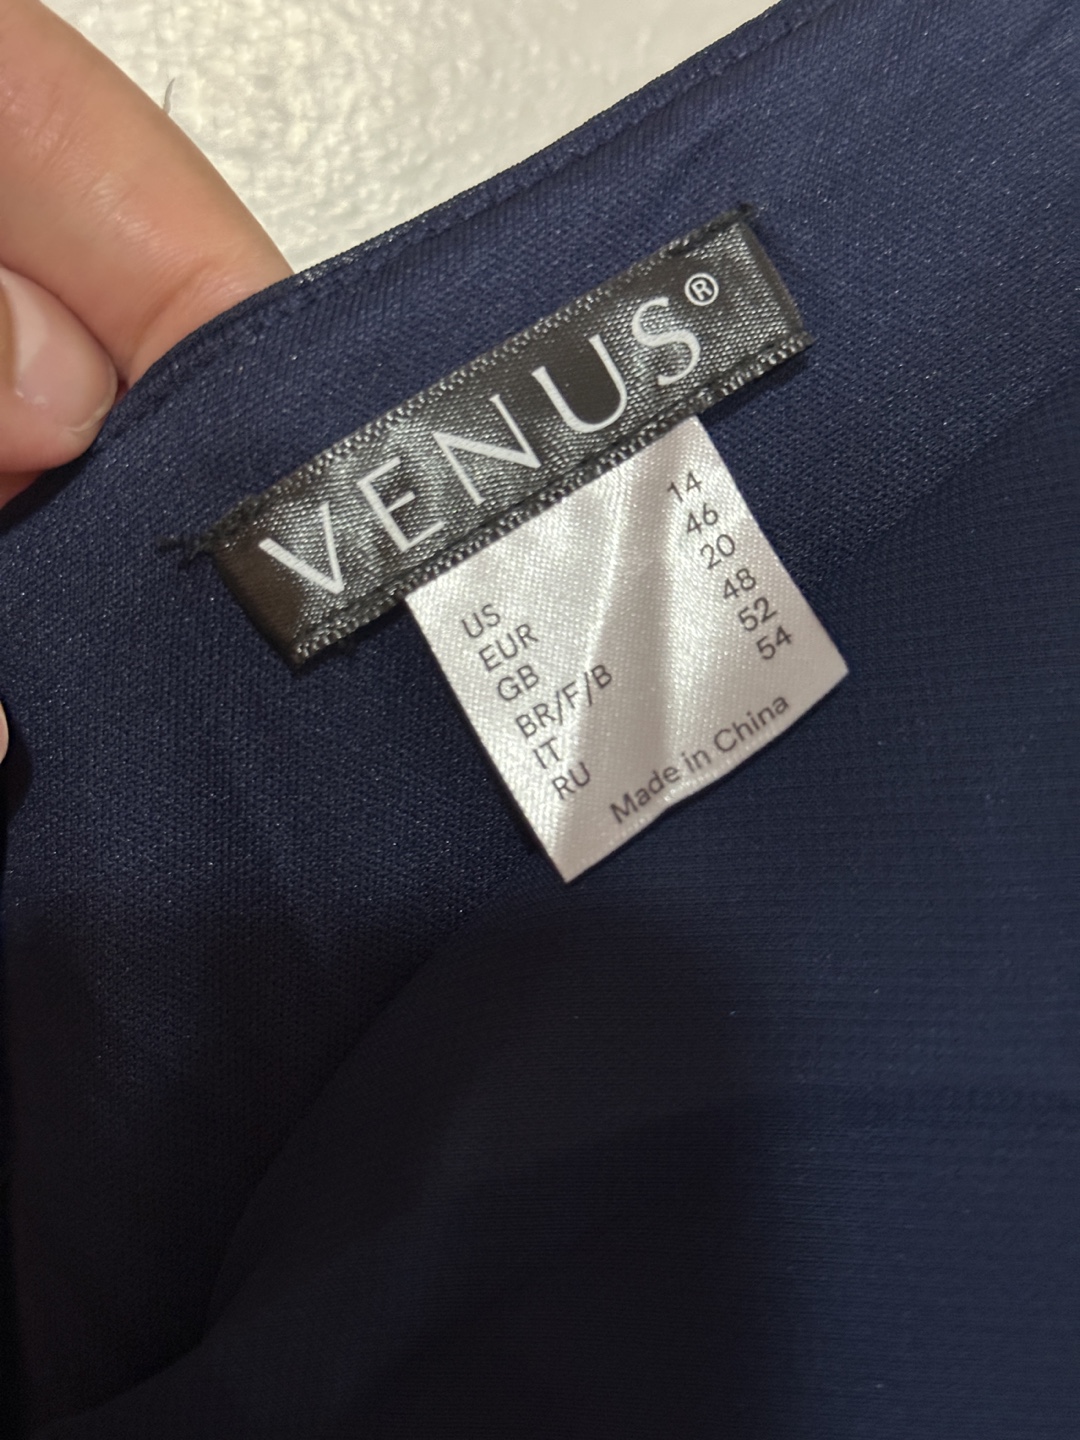 VENUS®
US 14
EUR 46
GB 20
BR/F/B 48
IT 52
RU 54
Made in China